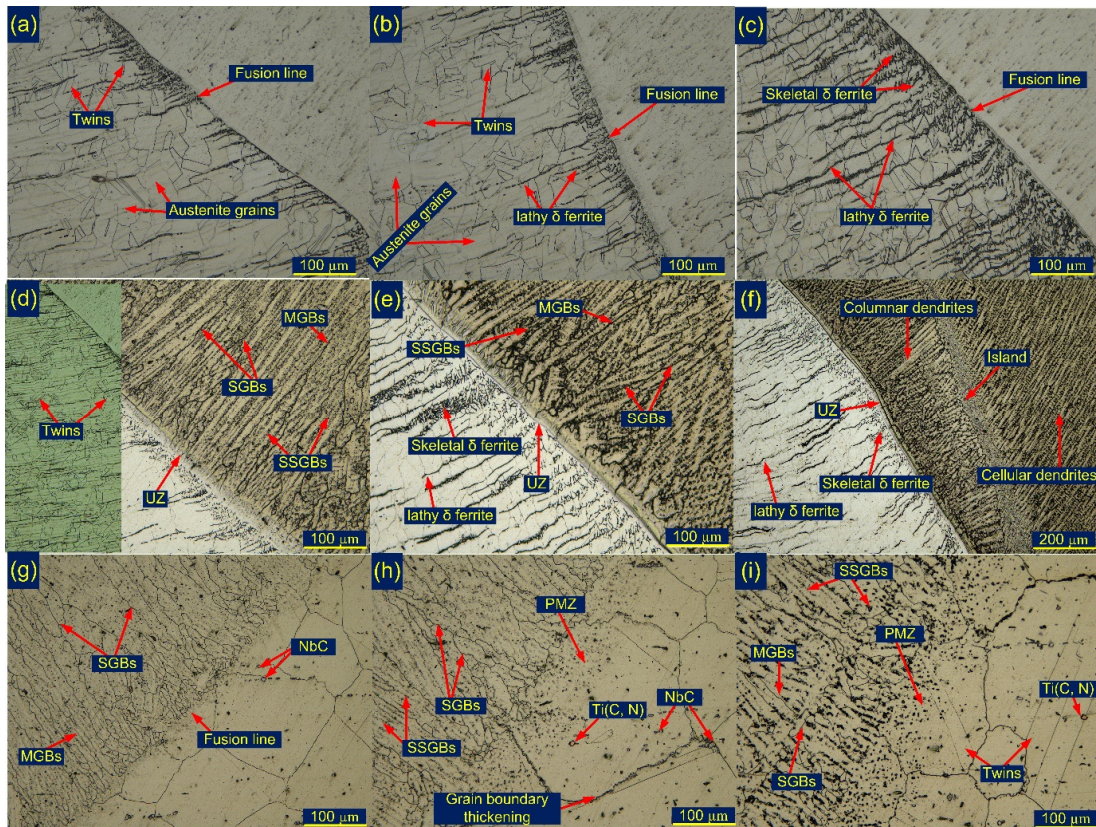 (a)
Fusion line
Twins
Austenite grains
100 µm
(b)
Fusion line
Twins
lathy δ ferrite
Austenite grains
100 µm
(c)
Fusion line
Skeletal δ ferrite
lathy δ ferrite
100 µm
(d)
MGBs
SGBs
Twins
SSGBs
UZ
100 µm
(e)
MGBs
SSGBs
SGBs
Skeletal δ ferrite
UZ
lathy δ ferrite
100 µm
(f)
Columnar dendrites
Island
UZ
Skeletal δ ferrite
Cellular dendrites
lathy δ ferrite
200 µm
(g)
SGBs
NbC
Fusion line
MGBs
100 µm
(h)
PMZ
SGBs
Ti(C, N)
NbC
SSGBs
Grain boundary
thickening
100 µm
(i)
SSGBs
PMZ
MGBs
Ti(C, N)
SGBs
Twins
100 µm